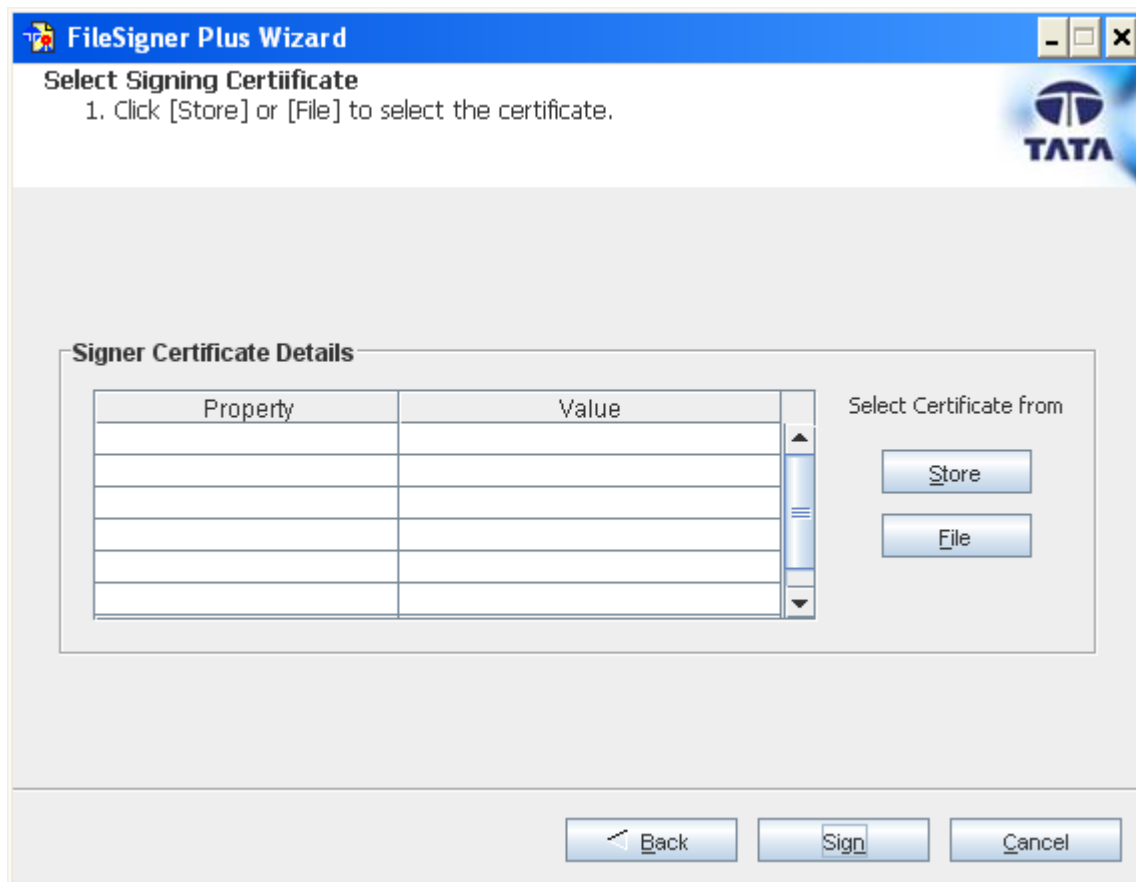 FileSigner Plus Wizard
Select Signing Certiificate
1. Click [Store] or [File] to select the certificate.
TATA
Signer Certificate Details
Property Value
Select Certificate from
Store
File
Back Sign Cancel